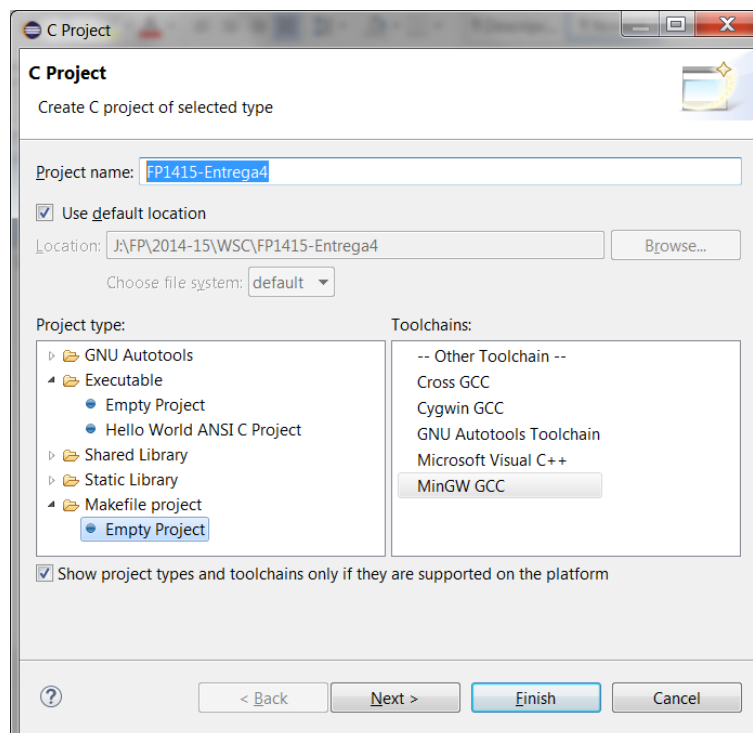 C Project
C Project
Create C project of selected type
Project name: FP1415-Entrega4
Use default location
Location: J:\FP\2014-15\WSC\FP1415-Entrega4 Browse...
Choose file system: default
Project type: Toolchains:
GNU Autotools
Executable
Empty Project
Hello World ANSI C Project
Shared Library
Static Library
Makefile project
Empty Project
-- Other Toolchain --
Cross GCC
Cygwin GCC
GNU Autotools Toolchain
Microsoft Visual C++
MinGW GCC
Show project types and toolchains only if they are supported on the platform
? < Back Next > Finish Cancel